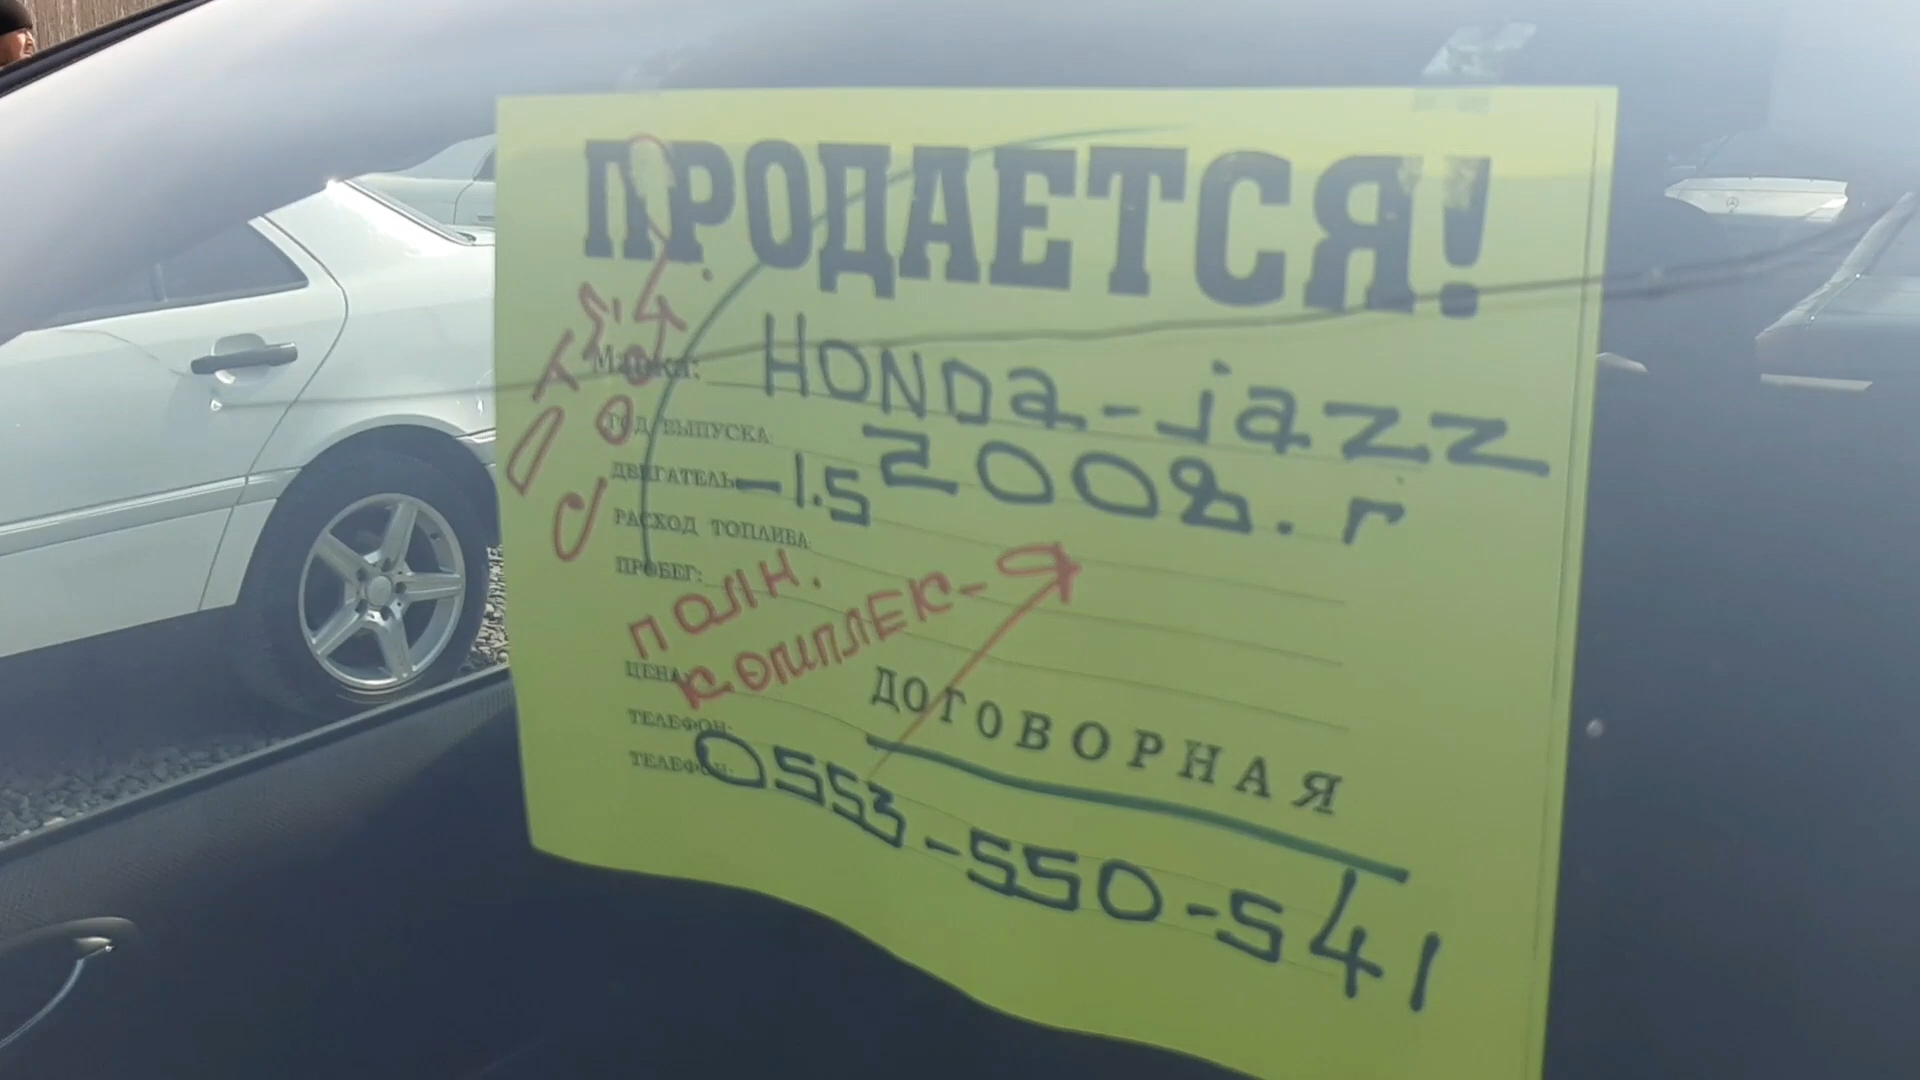 ПРОДАЕТСЯ!
Марка: HONDa-jazz
ГОД ВЫПУСКА 2008.г
ДВИГАТЕЛЬ -1.5
РАСХОД ТОПЛИВА
ПРОБЕГ:
ПОЛН.
КОМПЛЕК-Я
ЦЕНА: ДОГОВОРНАЯ
ТЕЛЕФОН:
ТЕЛЕФОН:
0553-550-541